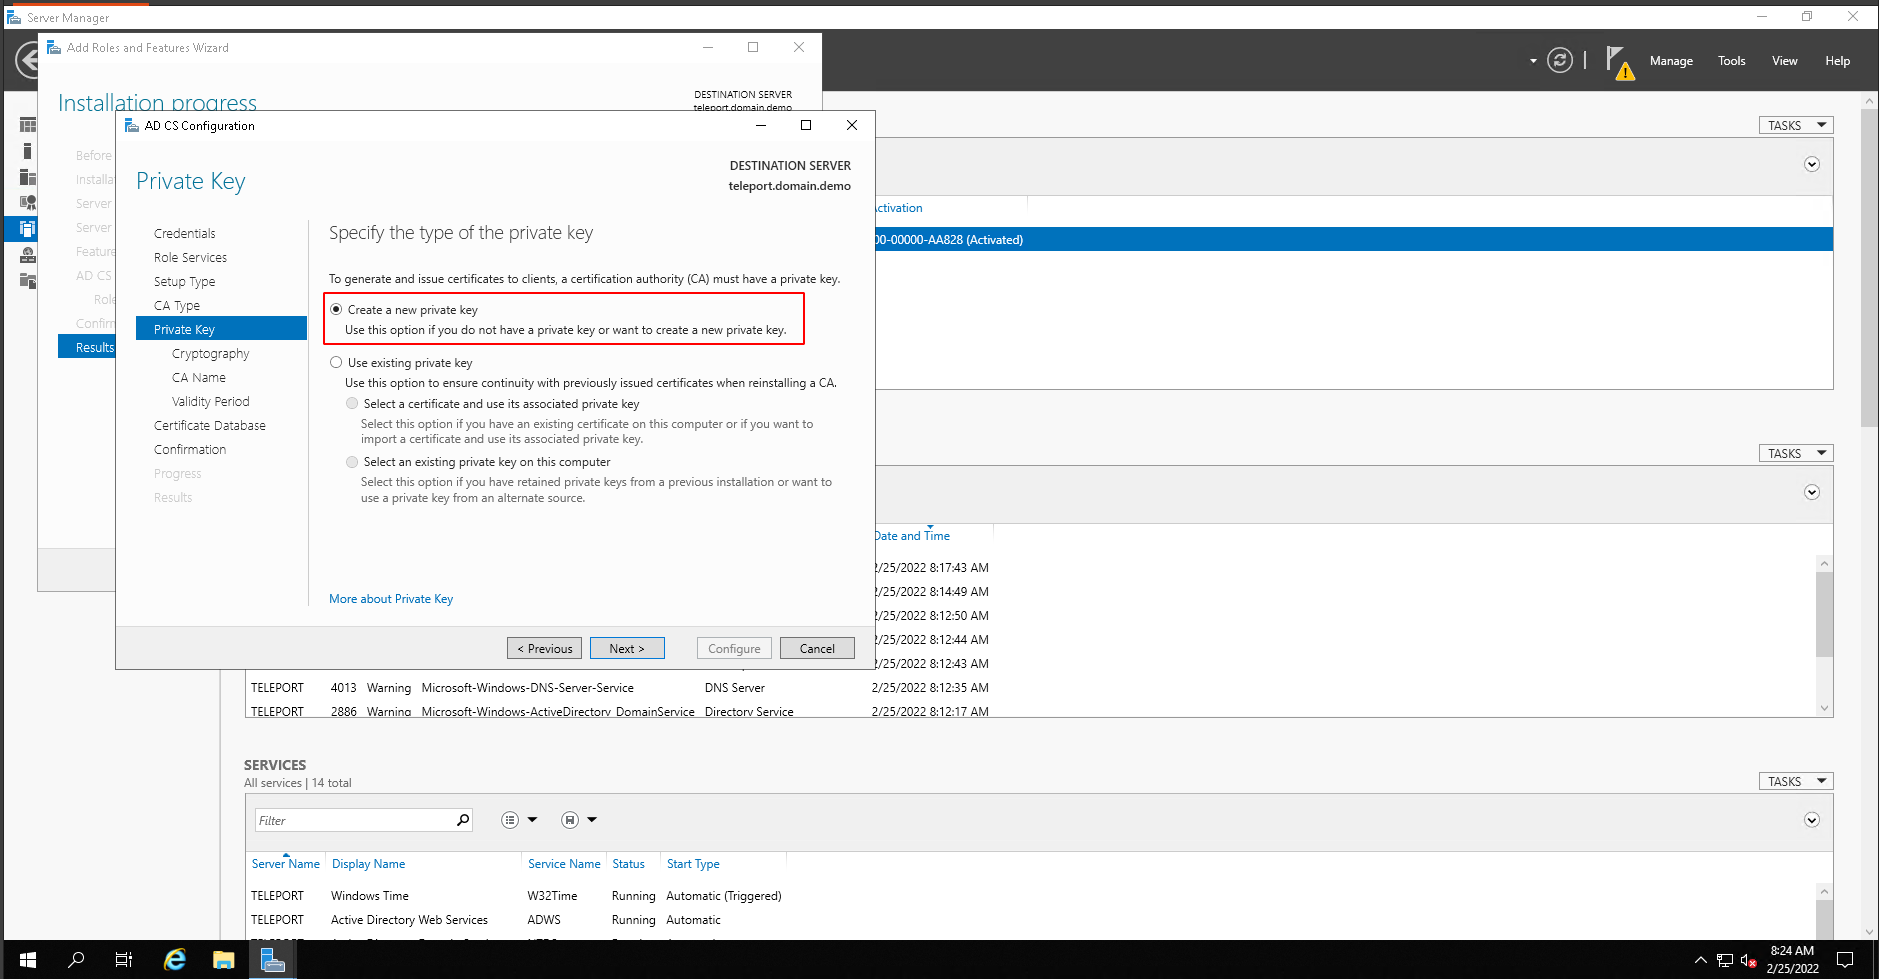 Server Manager
Manage
Tools
View
Help
Add Roles and Features Wizard
Installation progress
DESTINATION SERVER
teleport.domain.demo
Before
Server
Server
AD CS
Results
AD CS Configuration
Private Key
DESTINATION SERVER
teleport.domain.demo
Credentials
Role Services
Setup Type
CA Type
Private Key
Cryptography
CA Name
Validity Period
Certificate Database
Confirmation
Progress
Results
Specify the type of the private key
To generate and issue certificates to clients, a certification authority (CA) must have a private key.
Create a new private key
Use this option if you do not have a private key or want to create a new private key.
Use existing private key
Use this option to ensure continuity with previously issued certificates when reinstalling a CA.
Select a certificate and use its associated private key
Select this option if you have an existing certificate on this computer or if you want to
import a certificate and use its associated private key.
Select an existing private key on this computer
Select this option if you have retained private keys from a previous installation or want to
use a private key from an alternate source.
More about Private Key
< Previous
Next >
Configure
Cancel
TASKS
Activation
00-00000-AA828 (Activated)
TASKS
Date and Time
2/25/2022 8:17:43 AM
2/25/2022 8:14:49 AM
2/25/2022 8:12:50 AM
2/25/2022 8:12:44 AM
2/25/2022 8:12:43 AM
TELEPORT 4013 Warning Microsoft-Windows-DNS-Server-Service DNS Server 2/25/2022 8:12:35 AM
TELEPORT 2886 Warning Microsoft-Windows-ActiveDirectory_DomainService Directory Service 2/25/2022 8:12:17 AM
SERVICES
All services | 14 total
TASKS
Filter
Server Name Display Name Service Name Status Start Type
TELEPORT Windows Time W32Time Running Automatic (Triggered)
TELEPORT Active Directory Web Services ADWS Running Automatic
8:24 AM
2/25/2022